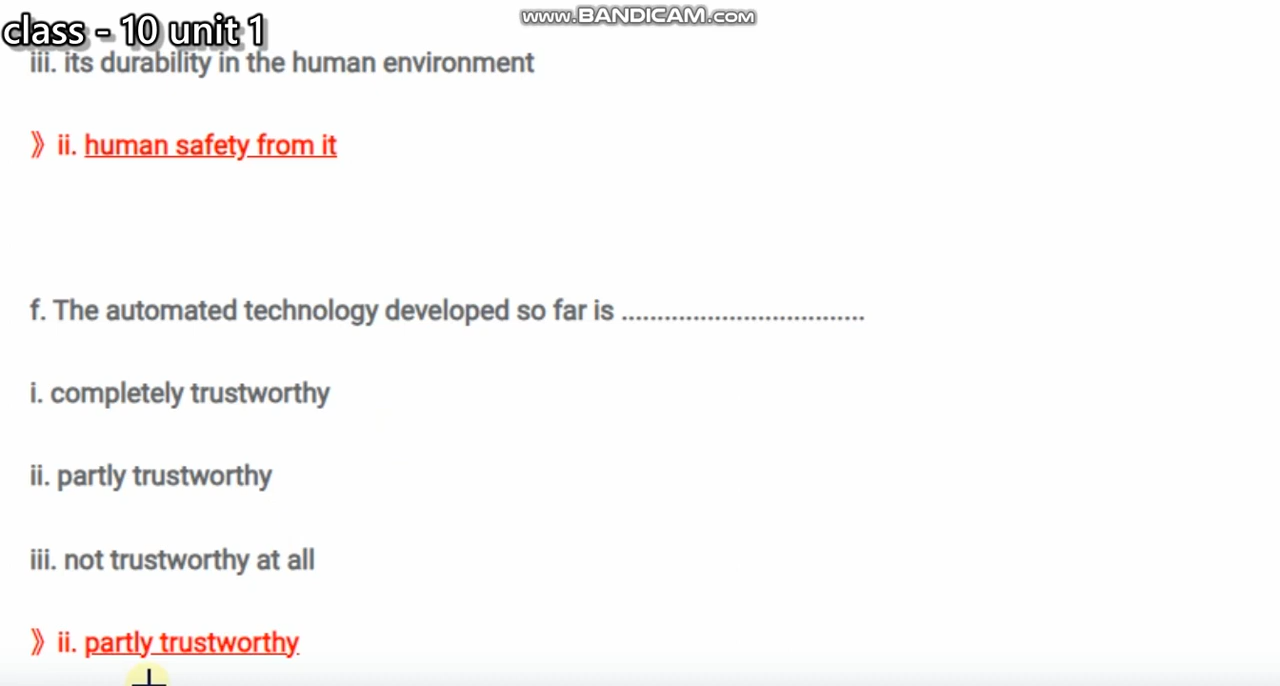 www.BANDICAM.com
class - 10 unit 1
iii. its durability in the human environment
》 ii. human safety from it
f. The automated technology developed so far is ..................................
i. completely trustworthy
ii. partly trustworthy
iii. not trustworthy at all
》 ii. partly trustworthy